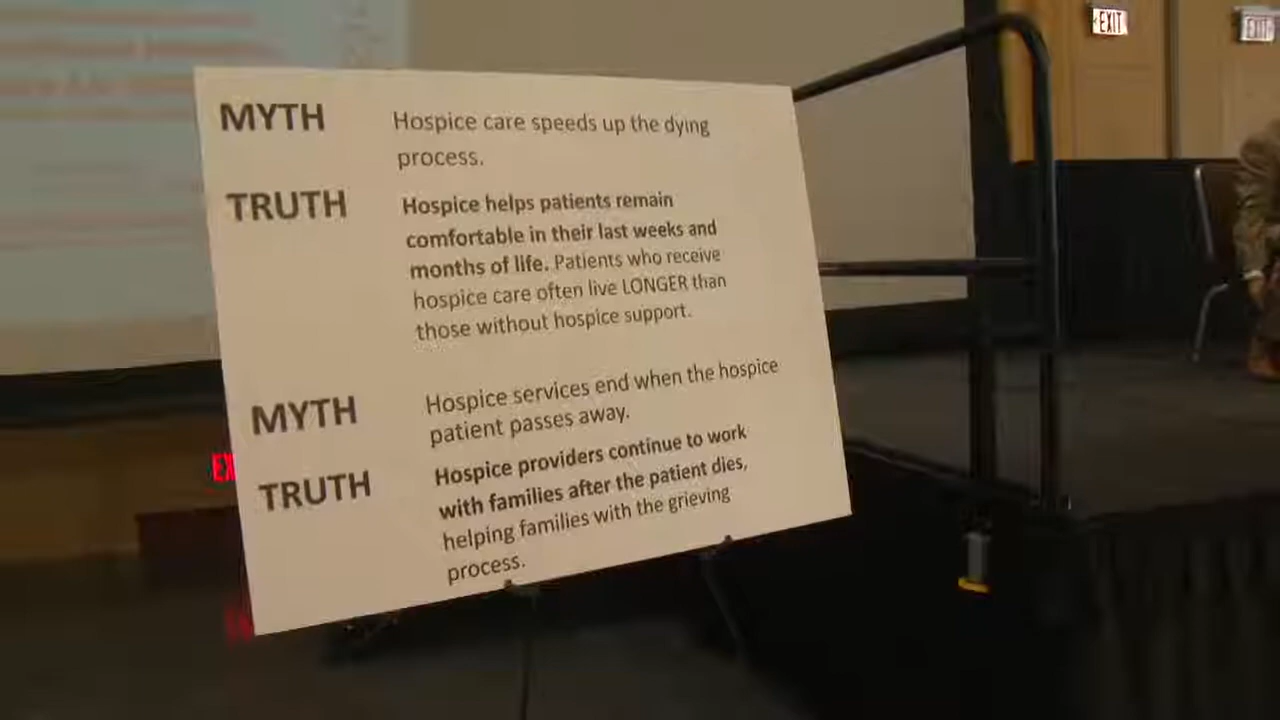 EXIT
EXIT
MYTH Hospice care speeds up the dying
process.
TRUTH Hospice helps patients remain
comfortable in their last weeks and
months of life. Patients who receive
hospice care often live LONGER than
those without hospice support.
MYTH Hospice services end when the hospice
patient passes away.
TRUTH Hospice providers continue to work
with families after the patient dies,
helping families with the grieving
process.